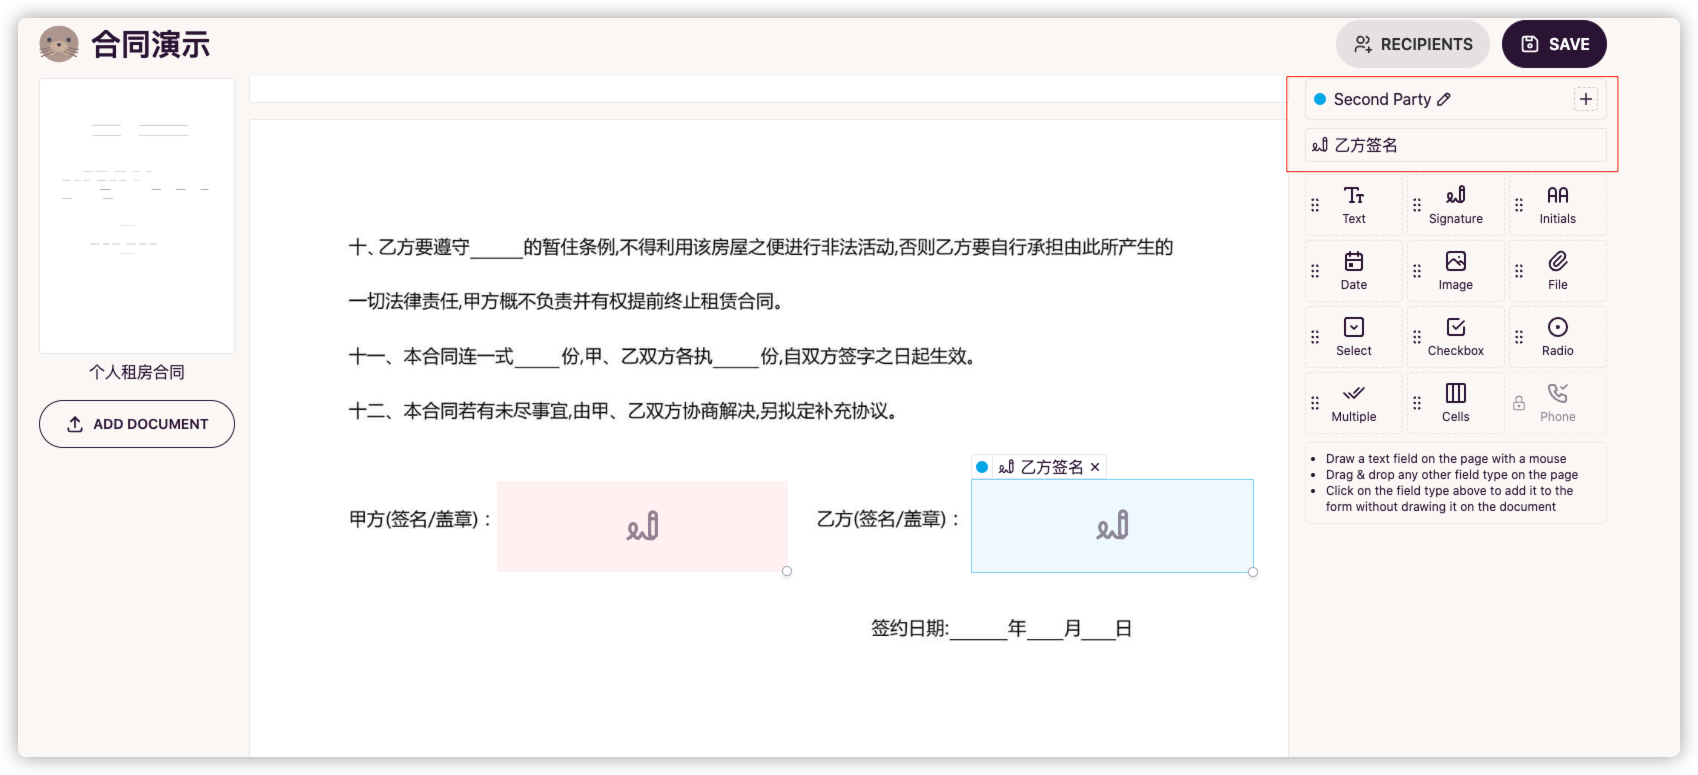 合同演示
RECIPIENTS
SAVE
个人租房合同
ADD DOCUMENT
十、乙方要遵守______的暂住条例,不得利用该房屋之便进行非法活动,否则乙方要自行承担由此所产生的
一切法律责任,甲方概不负责并有权提前终止租赁合同。
十一、本合同连一式_____份,甲、乙双方各执_____份,自双方签字之日起生效。
十二、本合同若有未尽事宜,由甲、乙双方协商解决,另拟定补充协议。
乙方签名 ×
甲方(签名/盖章)：
乙方(签名/盖章)：
签约日期:______年____月____日
Second Party
乙方签名
Text
Signature
Initials
Date
Image
File
Select
Checkbox
Radio
Multiple
Cells
Phone
• Draw a text field on the page with a mouse
• Drag & drop any other field type on the page
• Click on the field type above to add it to the
form without drawing it on the document